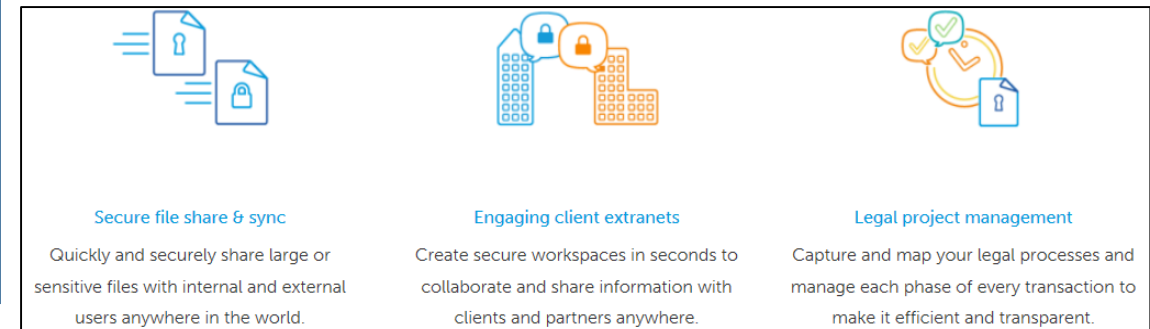 Secure file share & sync
Quickly and securely share large or
sensitive files with internal and external
users anywhere in the world.
Engaging client extranets
Create secure workspaces in seconds to
collaborate and share information with
clients and partners anywhere.
Legal project management
Capture and map your legal processes and
manage each phase of every transaction to
make it efficient and transparent.